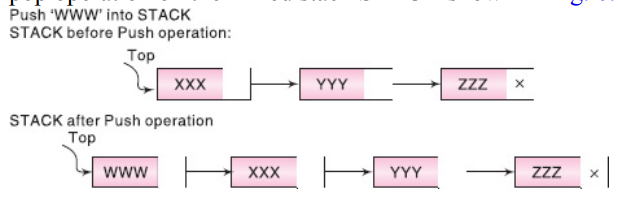 Push 'WWW' into STACK
STACK before Push operation:
Top
XXX YYY ZZZ ×
STACK after Push operation
Top
WWW XXX YYY ZZZ ×